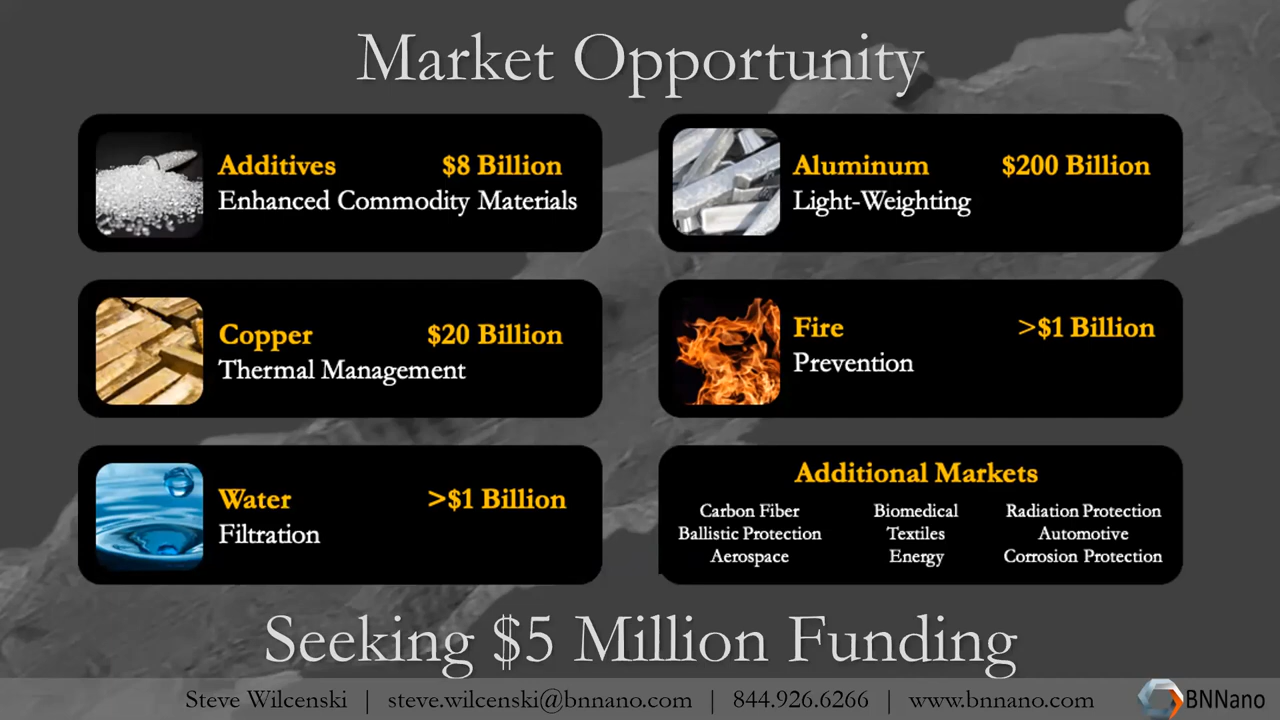 Market Opportunity
Additives $8 Billion
Enhanced Commodity Materials
Aluminum $200 Billion
Light-Weighting
Copper $20 Billion
Thermal Management
Fire >$1 Billion
Prevention
Water >$1 Billion
Filtration
Additional Markets
Carbon Fiber Biomedical Radiation Protection
Ballistic Protection Textiles Automotive
Aerospace Energy Corrosion Protection
Seeking $5 Million Funding
Steve Wilcenski | steve.wilcenski@bnnano.com | 844.926.6266 | www.bnnano.com
BNNano